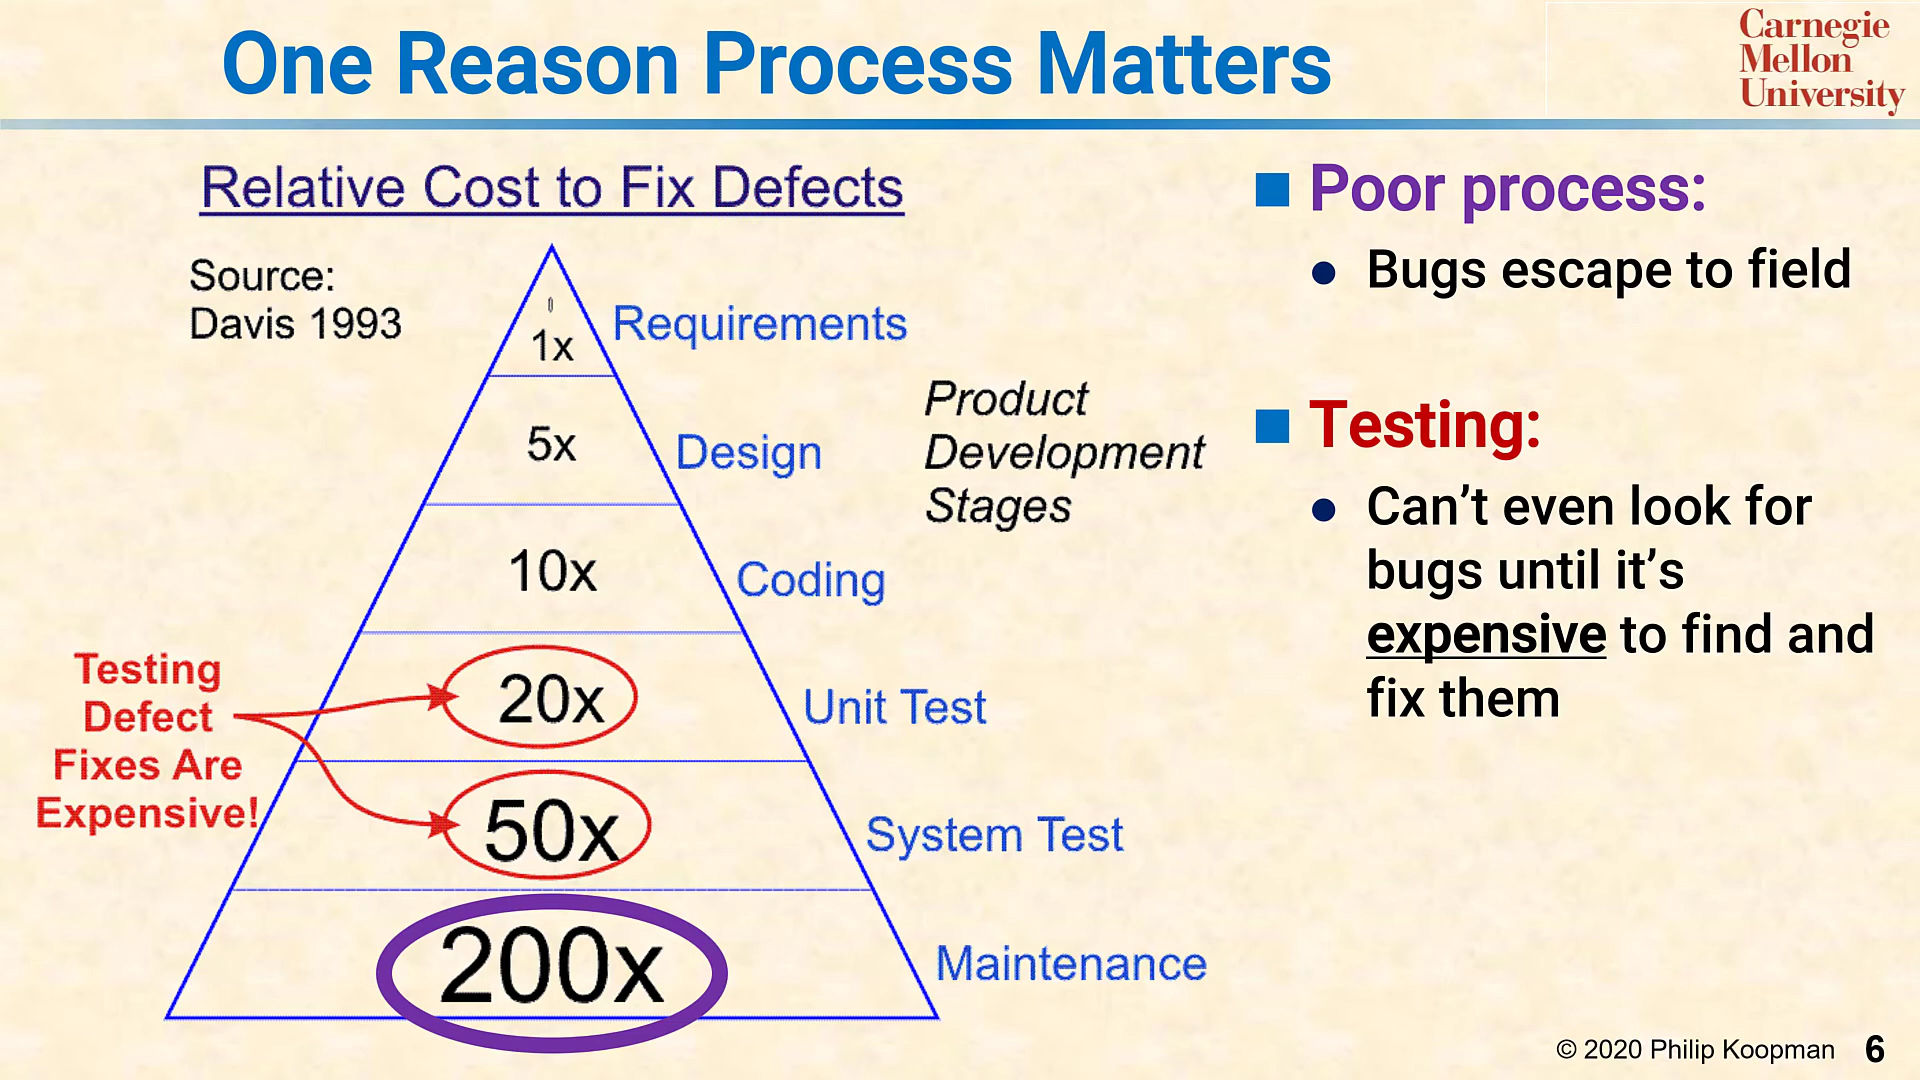 One Reason Process Matters
Carnegie
Mellon
University
Relative Cost to Fix Defects
Source:
Davis 1993
1x
Requirements
5x
Design
10x
Coding
20x
Unit Test
50x
System Test
200x
Maintenance
Product
Development
Stages
Testing
Defect
Fixes Are
Expensive!
Poor process:
Bugs escape to field
Testing:
Can’t even look for
bugs until it’s
expensive to find and
fix them
© 2020 Philip Koopman
6